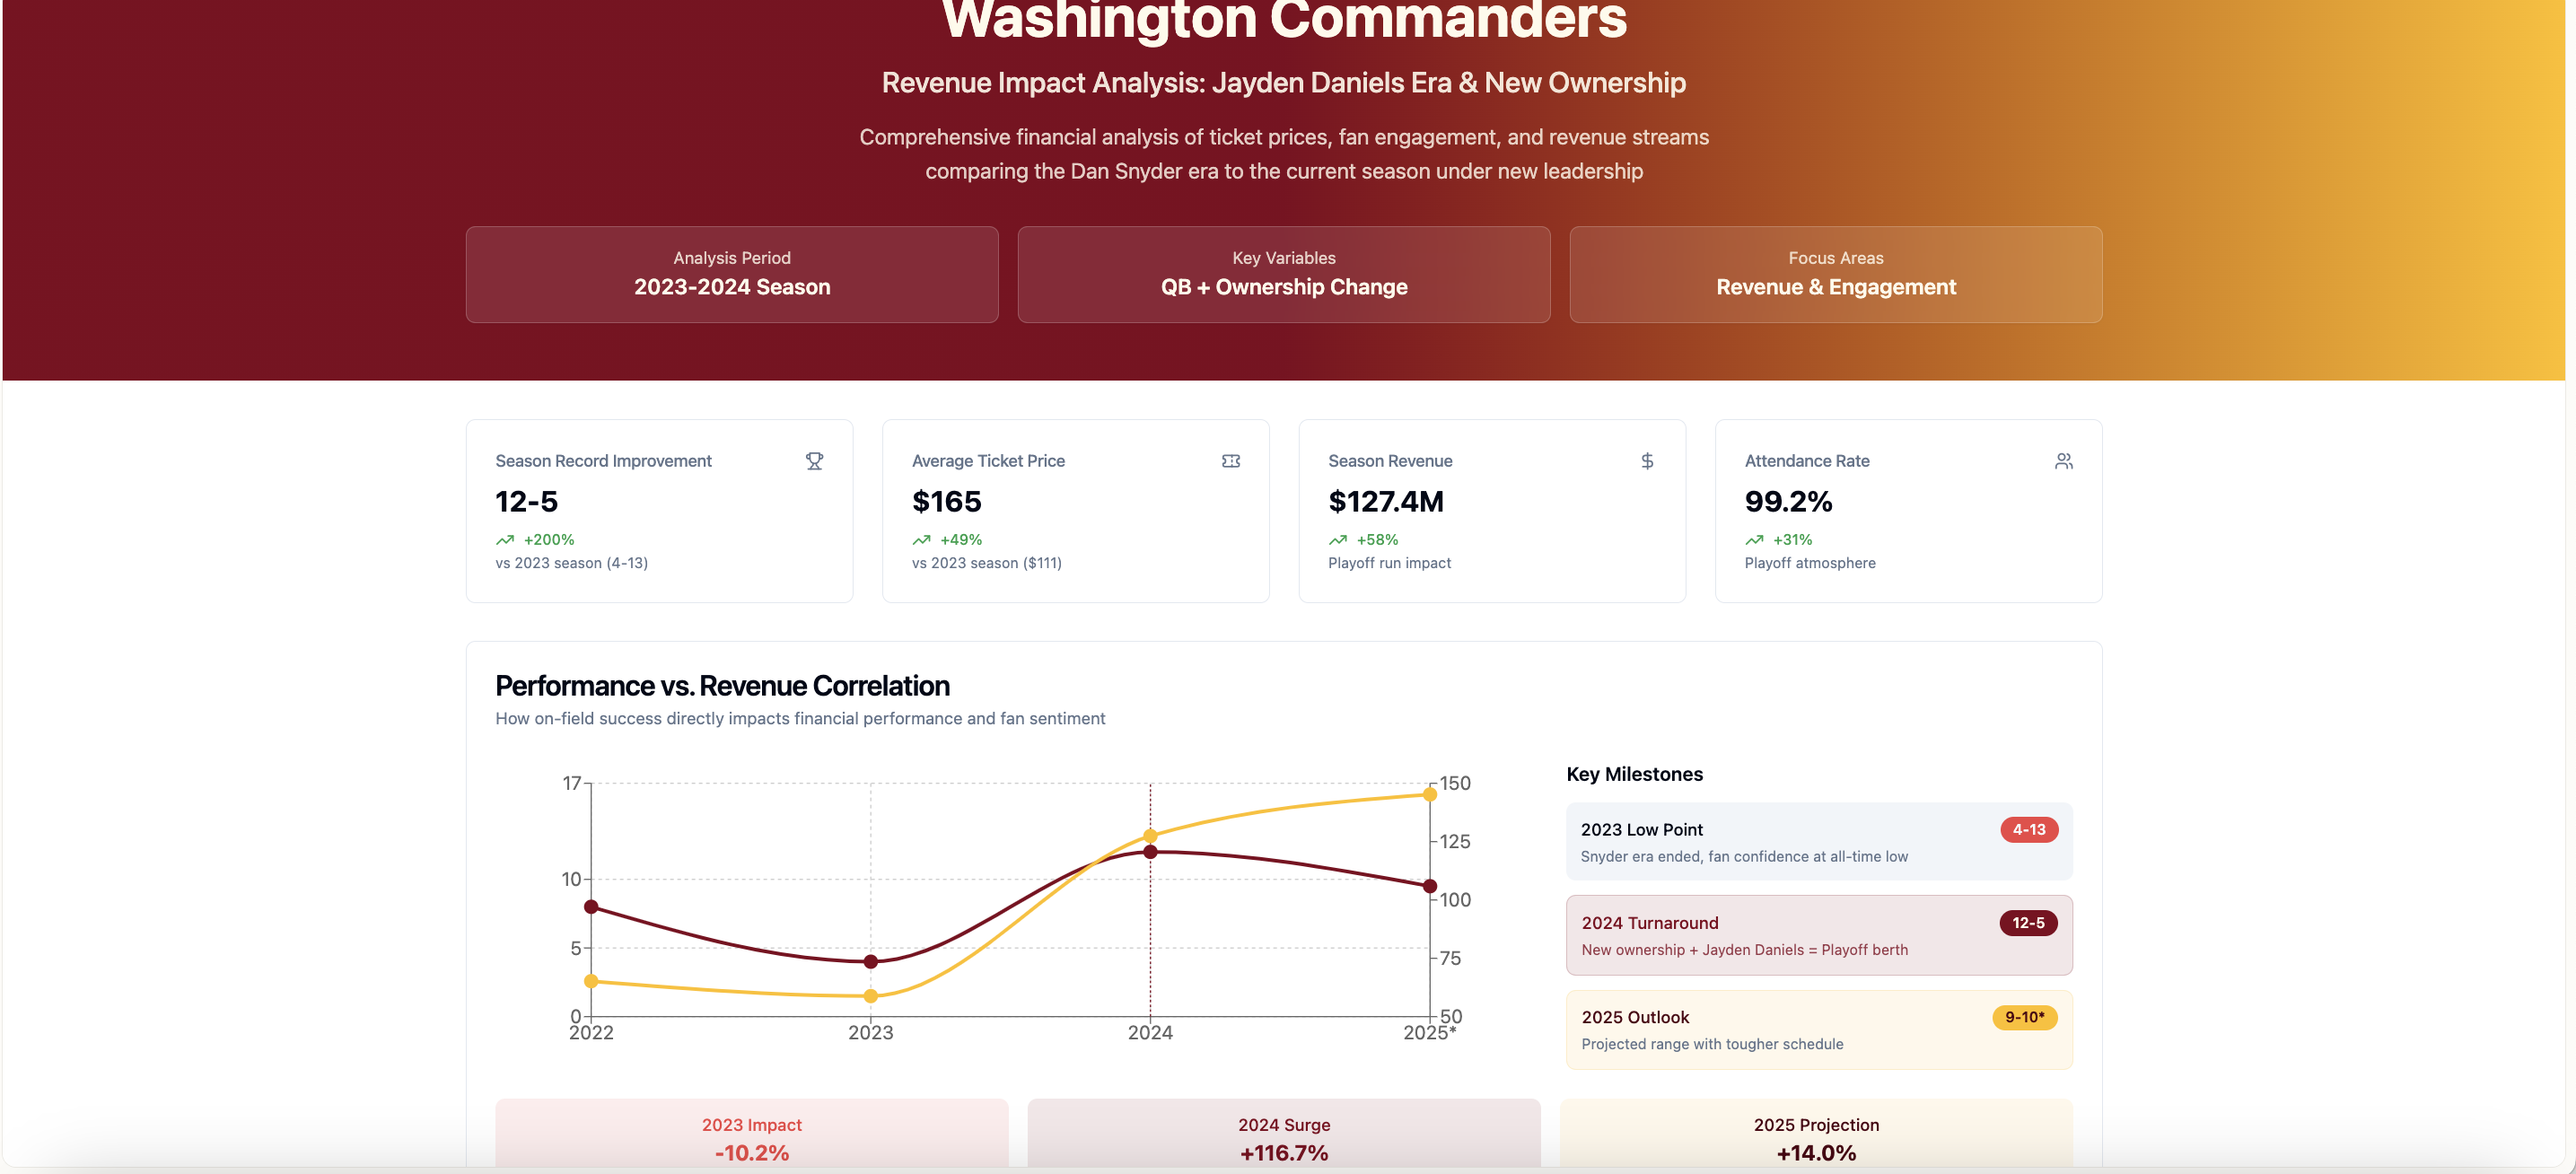 Washington Commanders
Revenue Impact Analysis: Jayden Daniels Era & New Ownership
Comprehensive financial analysis of ticket prices, fan engagement, and revenue streams
comparing the Dan Snyder era to the current season under new leadership
Analysis Period
2023-2024 Season
Key Variables
QB + Ownership Change
Focus Areas
Revenue & Engagement
Season Record Improvement
12-5
+200%
vs 2023 season (4-13)
Average Ticket Price
$165
+49%
vs 2023 season ($111)
Season Revenue
$127.4M
+58%
Playoff run impact
Attendance Rate
99.2%
+31%
Playoff atmosphere
Performance vs. Revenue Correlation
How on-field success directly impacts financial performance and fan sentiment
17
10
5
0
150
125
100
75
50
2022
2023
2024
2025*
Key Milestones
2023 Low Point
4-13
Snyder era ended, fan confidence at all-time low
2024 Turnaround
12-5
New ownership + Jayden Daniels = Playoff berth
2025 Outlook
9-10*
Projected range with tougher schedule
2023 Impact
-10.2%
2024 Surge
+116.7%
2025 Projection
+14.0%